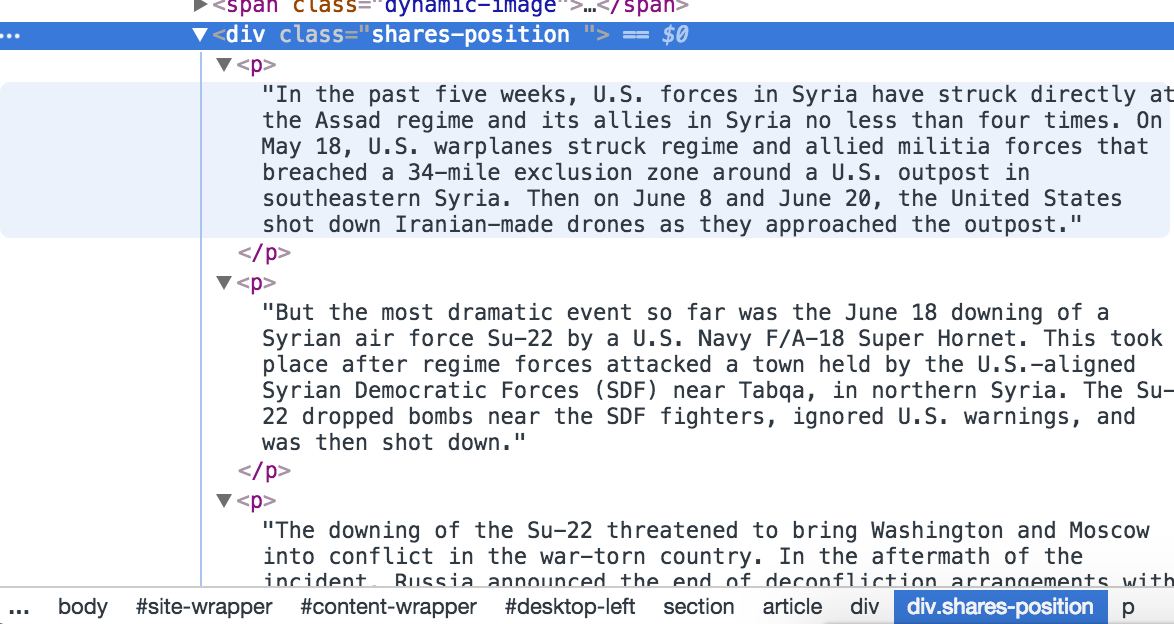 ▶<span class="dynamic-image">…</span>
… ▼<div class="shares-position "> == $0
▼<p>
"In the past five weeks, U.S. forces in Syria have struck directly at
the Assad regime and its allies in Syria no less than four times. On
May 18, U.S. warplanes struck regime and allied militia forces that
breached a 34-mile exclusion zone around a U.S. outpost in
southeastern Syria. Then on June 8 and June 20, the United States
shot down Iranian-made drones as they approached the outpost."
</p>
▼<p>
"But the most dramatic event so far was the June 18 downing of a
Syrian air force Su-22 by a U.S. Navy F/A-18 Super Hornet. This took
place after regime forces attacked a town held by the U.S.-aligned
Syrian Democratic Forces (SDF) near Tabqa, in northern Syria. The Su-
22 dropped bombs near the SDF fighters, ignored U.S. warnings, and
was then shot down."
</p>
▼<p>
"The downing of the Su-22 threatened to bring Washington and Moscow
into conflict in the war-torn country. In the aftermath of the
incident, Russia announced the end of deconfliction arrangements with
… body #site-wrapper #content-wrapper #desktop-left section article div div.shares-position p